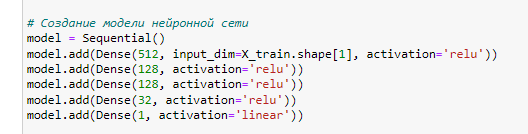 # Создание модели нейронной сети
model = Sequential()
model.add(Dense(512, input_dim=X_train.shape[1], activation='relu'))
model.add(Dense(128, activation='relu'))
model.add(Dense(128, activation='relu'))
model.add(Dense(32, activation='relu'))
model.add(Dense(1, activation='linear'))